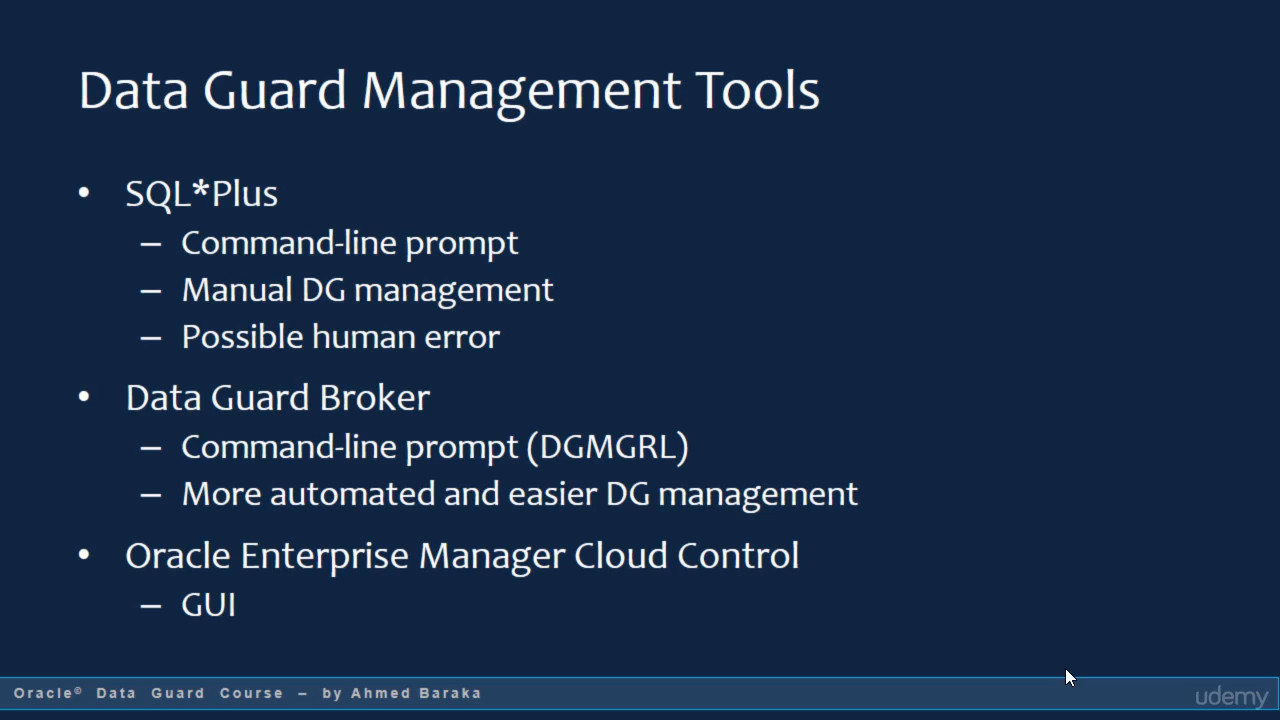 Data Guard Management Tools
• SQL*Plus
– Command-line prompt
– Manual DG management
– Possible human error
• Data Guard Broker
– Command-line prompt (DGMGRL)
– More automated and easier DG management
• Oracle Enterprise Manager Cloud Control
– GUI
Oracle© Data Guard Course – by Ahmed Baraka
udemy